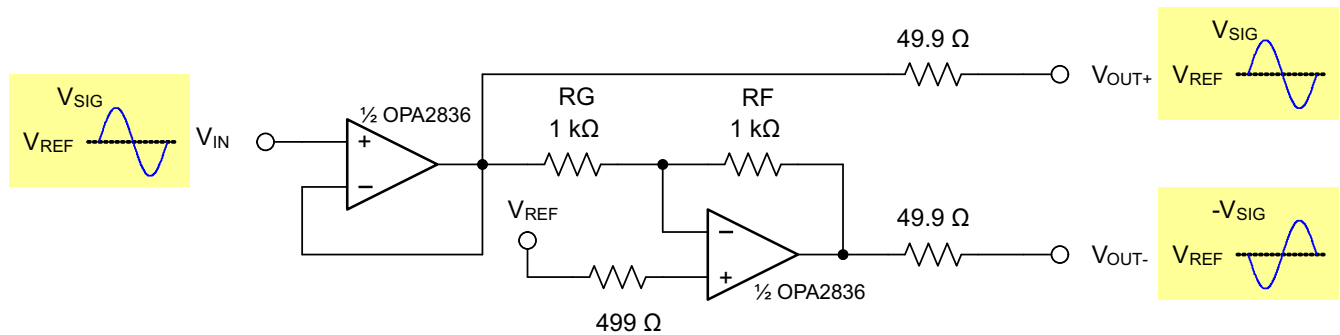 VSIG
VREF
VIN
+
−
½ OPA2836
RG
1 kΩ
RF
1 kΩ
VREF
499 Ω
−
+
½ OPA2836
49.9 Ω
VOUT+
VSIG
VREF
49.9 Ω
VOUT-
-VSIG
VREF